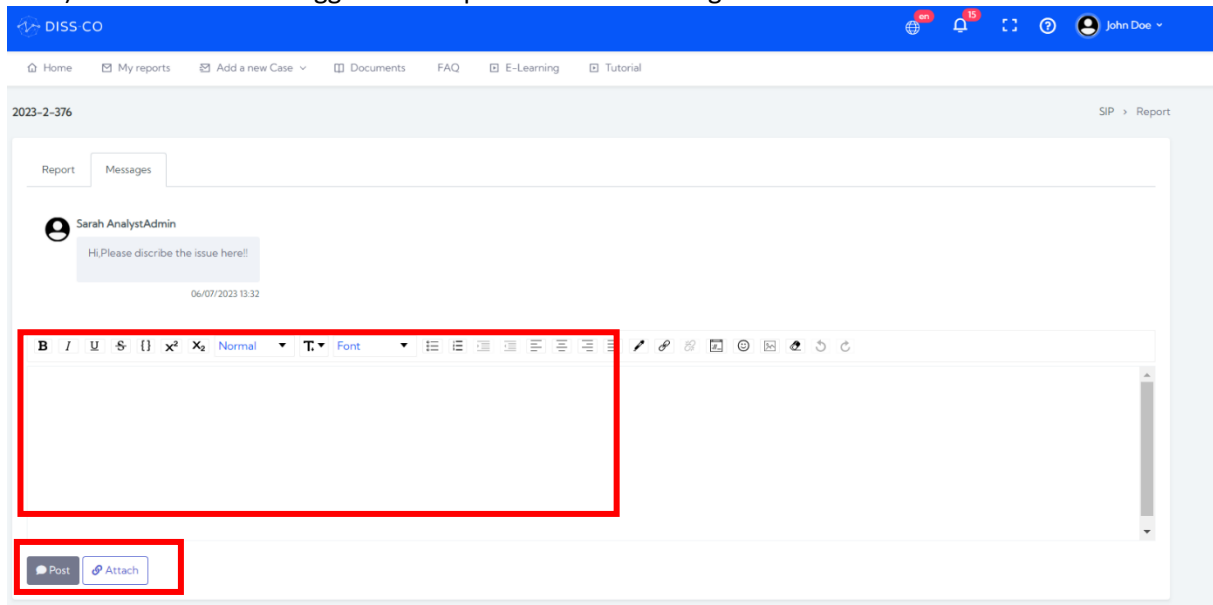 DISS-CO en 15 John Doe
Home My reports Add a new Case Documents FAQ E-Learning Tutorial
2023-2-376 SIP > Report
Report Messages
Sarah AnalystAdmin
Hi,Please discribe the issue here!!
06/07/2023 13:32
B I U S {} x² X₂ Normal T Font
Post Attach